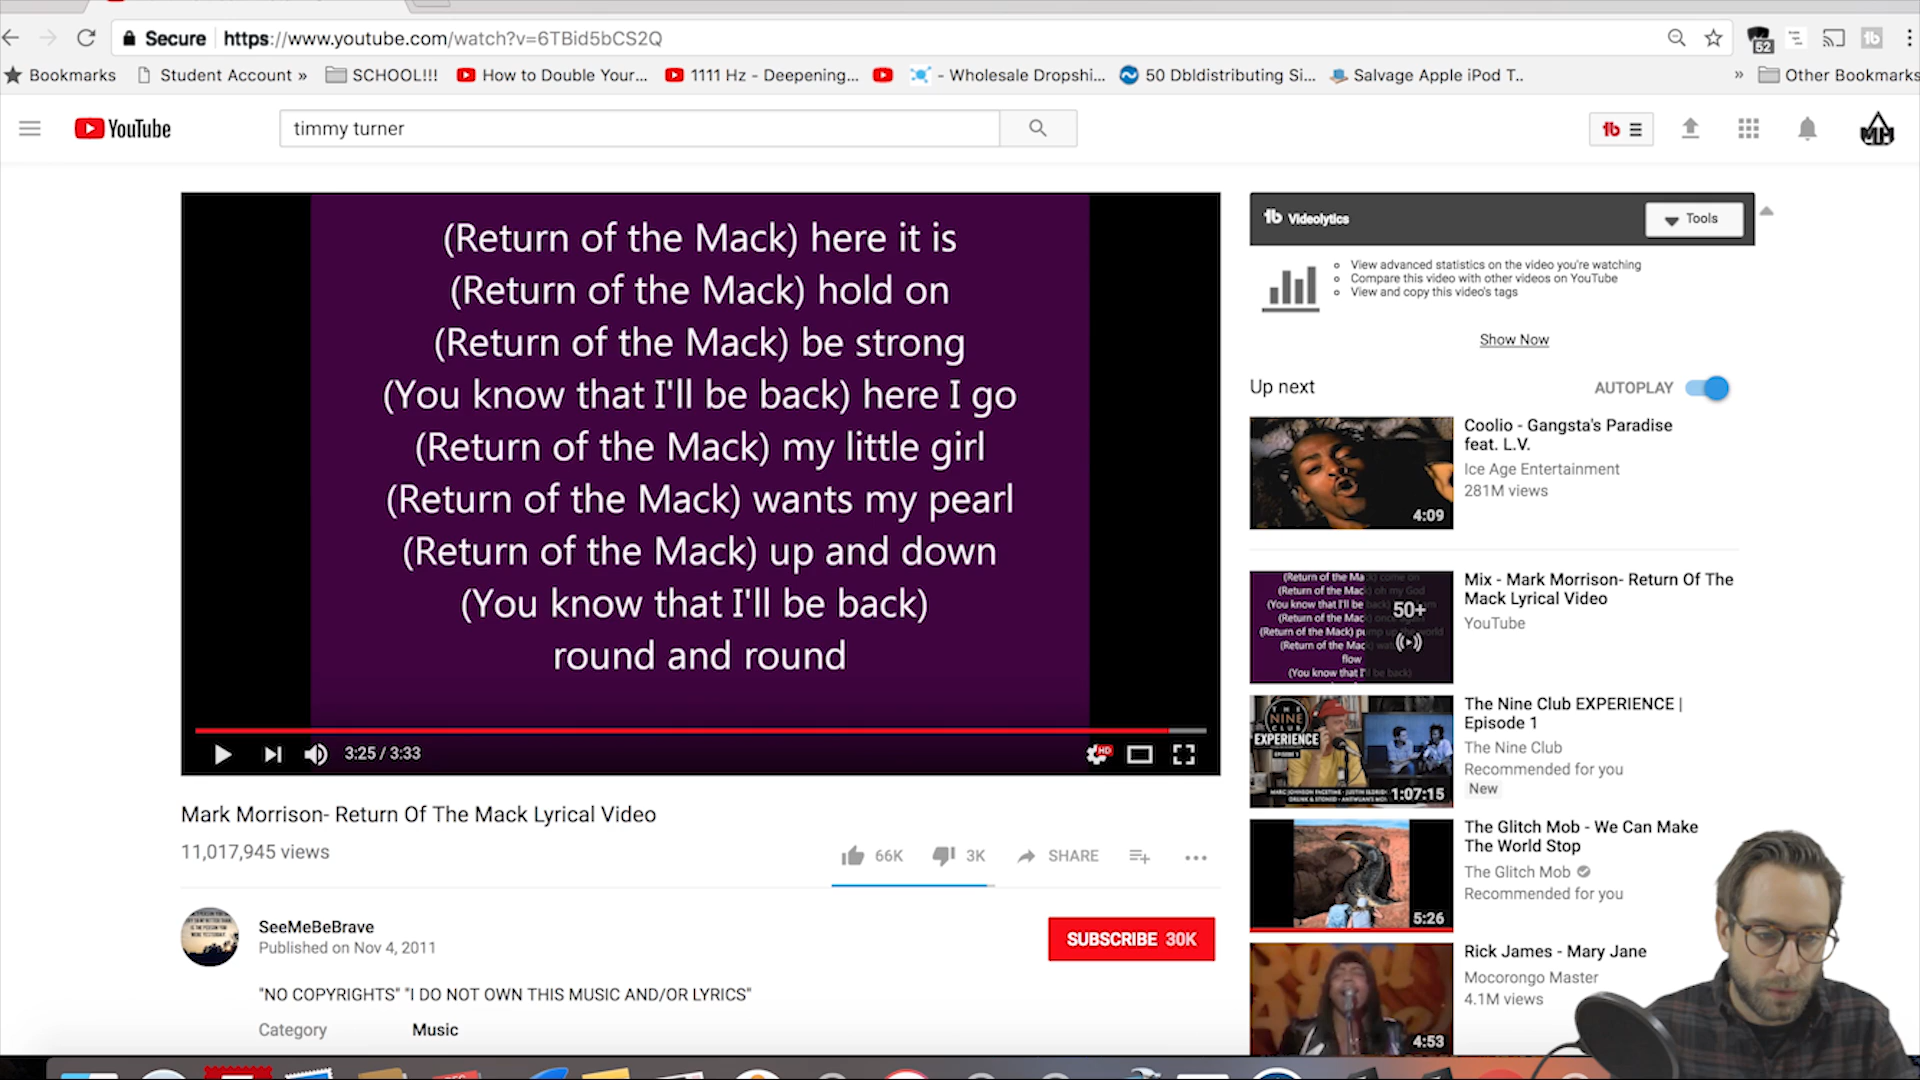 Secure https://www.youtube.com/watch?v=6TBid5bCS2Q
52
Bookmarks Student Account » SCHOOL!!! How to Double Your... 1111 Hz - Deepening... - Wholesale Dropshi... 50 Dbldistributing Si... Salvage Apple iPod T.. » Other Bookmarks
YouTube
timmy turner
(Return of the Mack) here it is
(Return of the Mack) hold on
(Return of the Mack) be strong
(You know that I'll be back) here I go
(Return of the Mack) my little girl
(Return of the Mack) wants my pearl
(Return of the Mack) up and down
(You know that I'll be back)
round and round
3:25 / 3:33
HD
Mark Morrison- Return Of The Mack Lyrical Video
11,017,945 views
66K 3K SHARE
SeeMeBeBrave
Published on Nov 4, 2011
SUBSCRIBE 30K
"NO COPYRIGHTS" "I DO NOT OWN THIS MUSIC AND/OR LYRICS"
Category Music
tb Videolytics
Tools
View advanced statistics on the video you're watching
Compare this video with other videos on YouTube
View and copy this video's tags
Show Now
Up next AUTOPLAY
Coolio - Gangsta's Paradise
feat. L.V.
Ice Age Entertainment
281M views
4:09
Mix - Mark Morrison- Return Of The
Mack Lyrical Video
YouTube
50+
The Nine Club EXPERIENCE |
Episode 1
The Nine Club
Recommended for you
New
THE
NINE
CLUB
EXPERIENCE
EPISODE 1
1:07:15
The Glitch Mob - We Can Make
The World Stop
The Glitch Mob
Recommended for you
5:26
Rick James - Mary Jane
Mocorongo Master
4.1M views
4:53